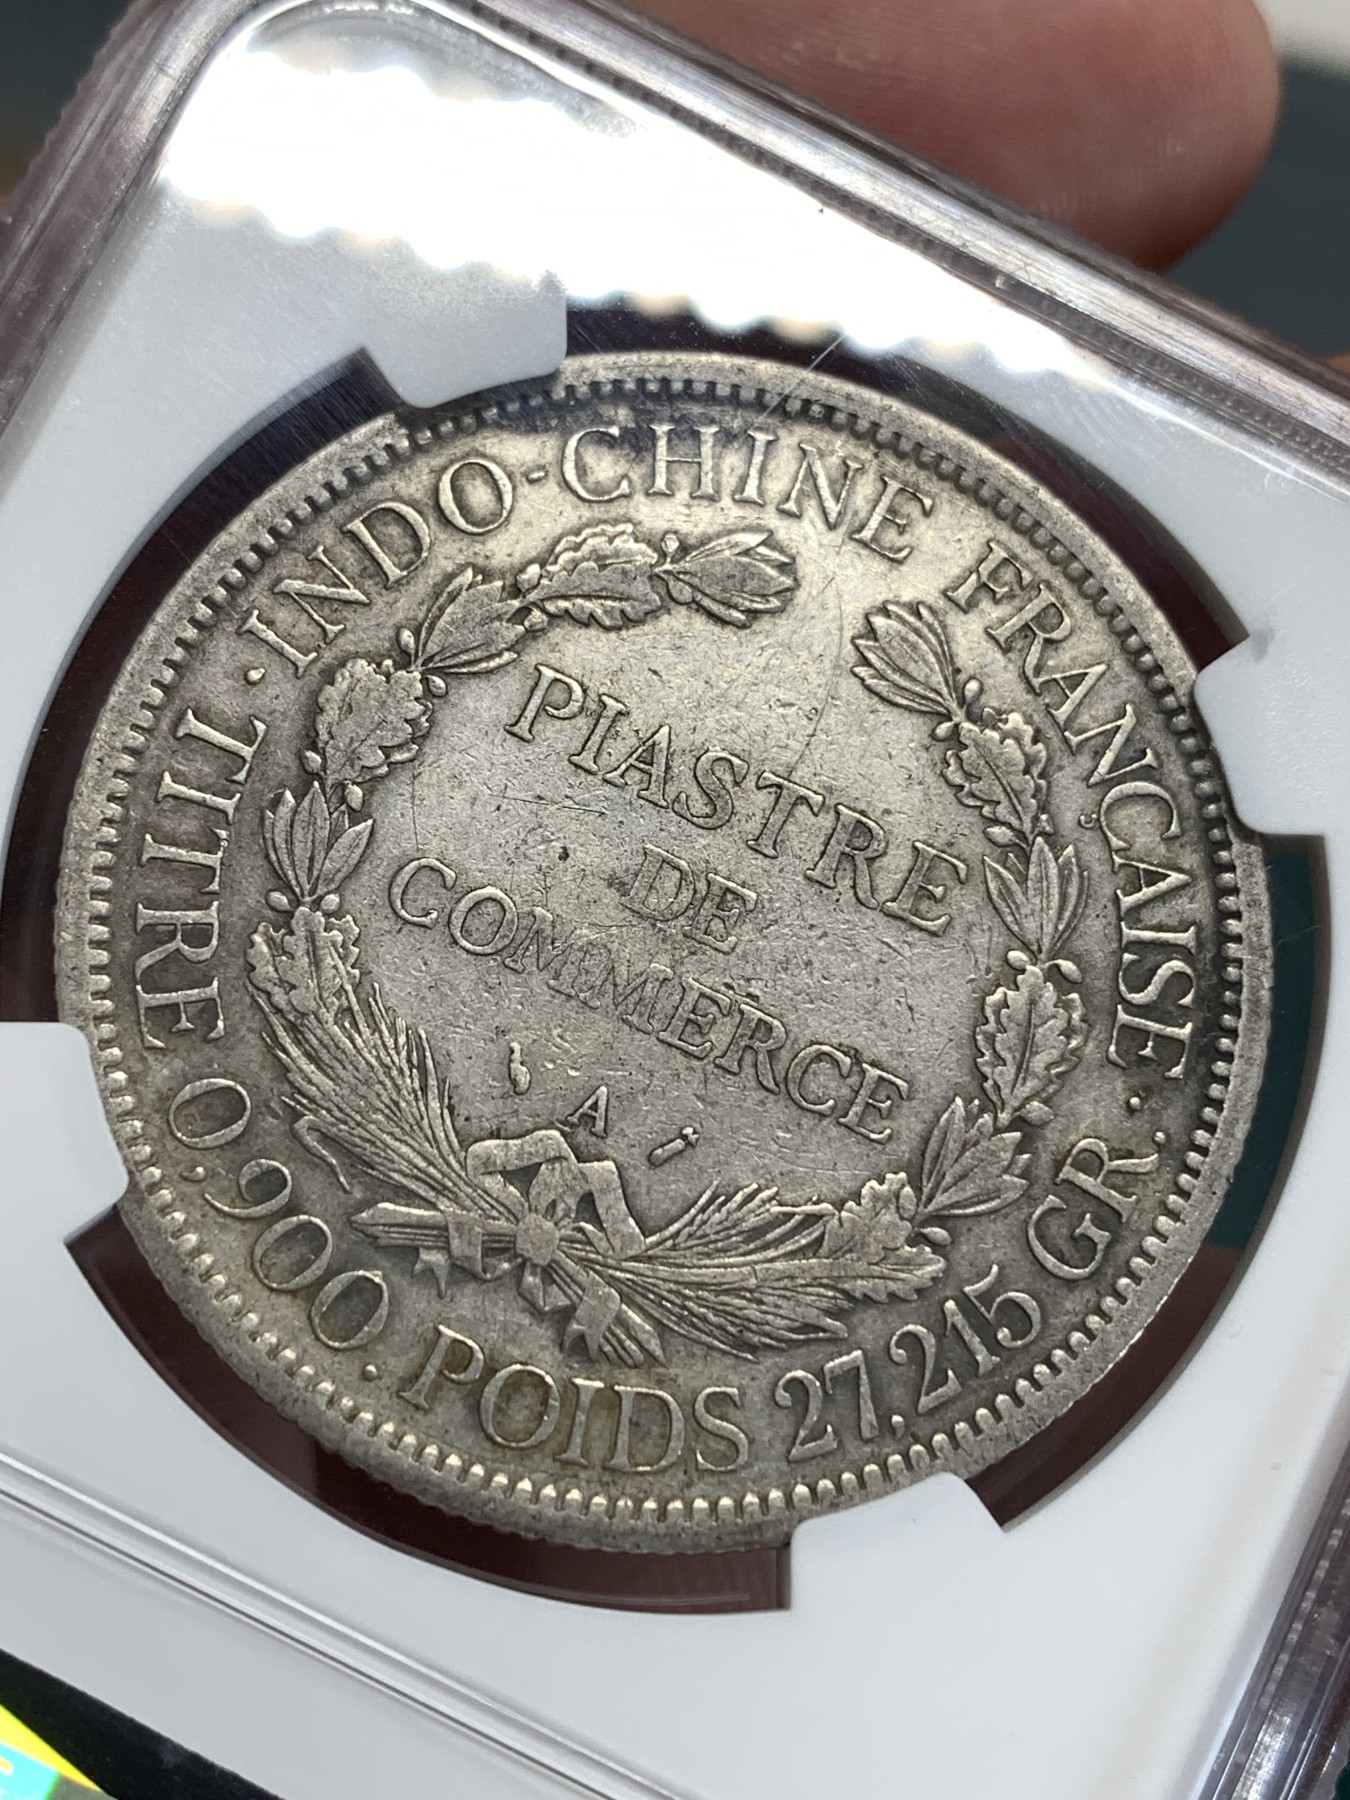 · INDO-CHINE FRANÇAISE ·
TITRE 0,900. POIDS 27,215 GR.
PIASTRE
DE
COMMERCE
A